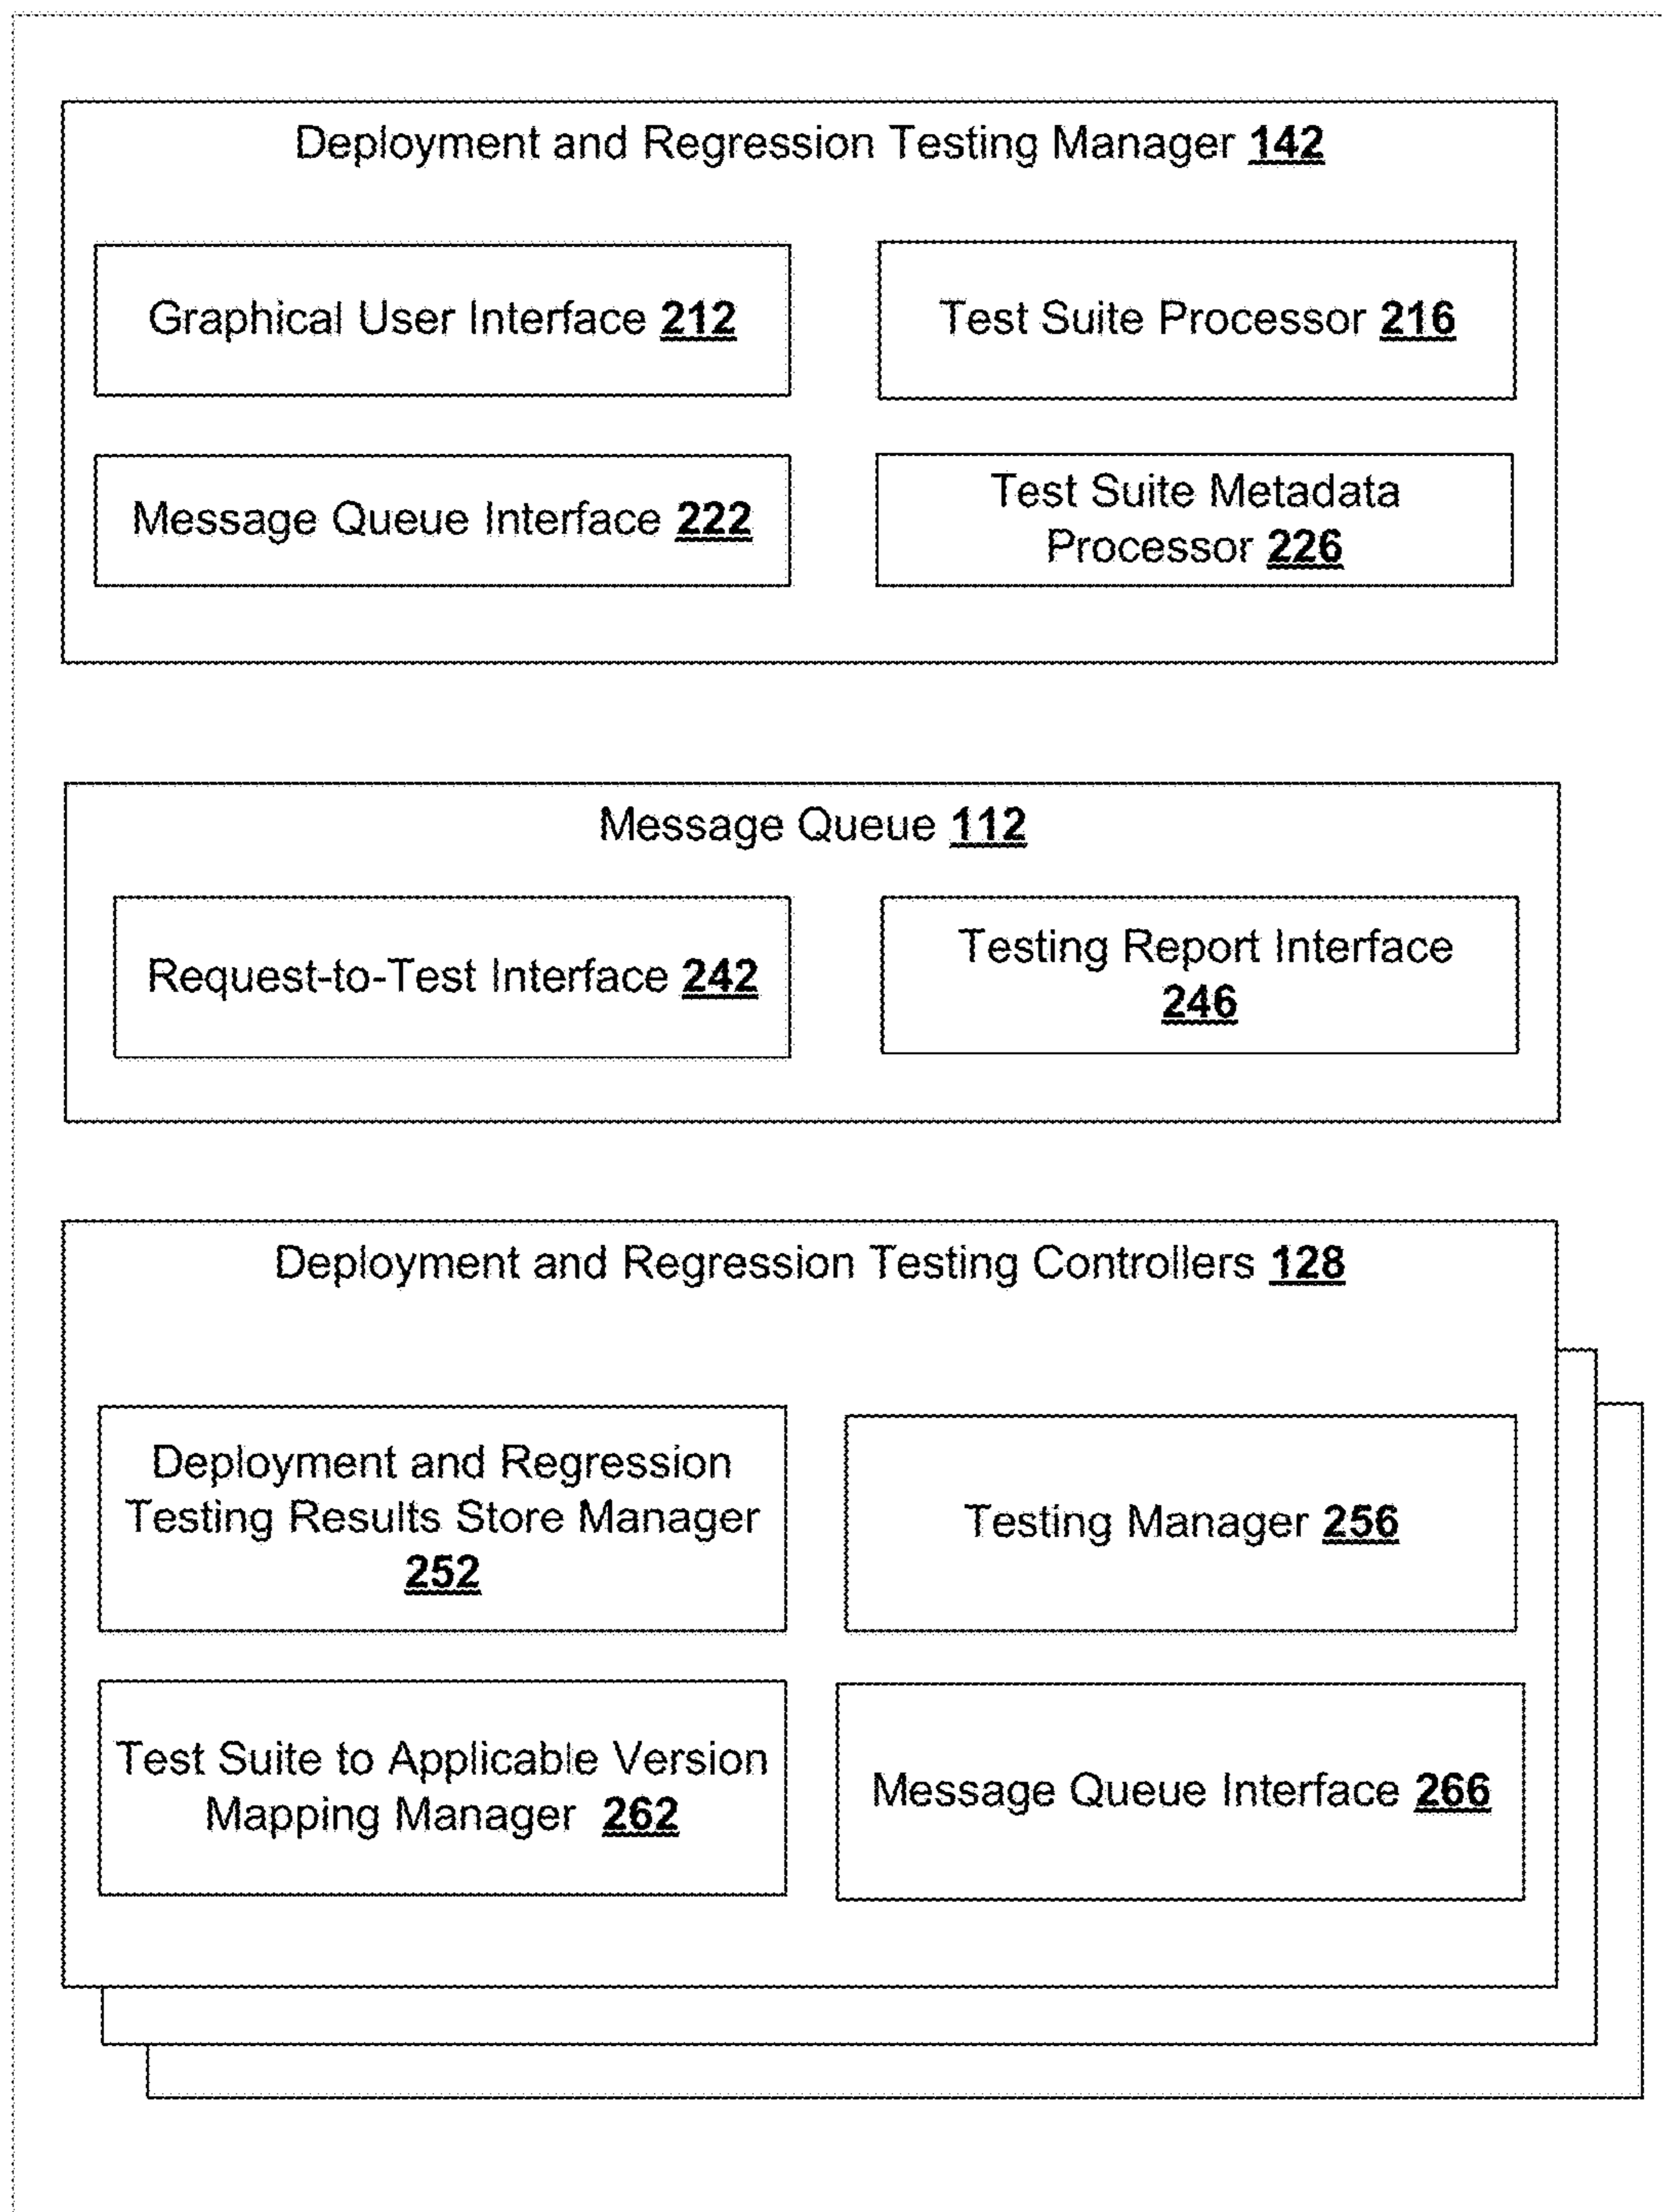 Deployment and Regression Testing Manager 142
Graphical User Interface 212
Test Suite Processor 216
Message Queue Interface 222
Test Suite Metadata
Processor 226
Message Queue 112
Request-to-Test Interface 242
Testing Report Interface
246
Deployment and Regression Testing Controllers 128
Deployment and Regression
Testing Results Store Manager
252
Testing Manager 256
Test Suite to Applicable Version
Mapping Manager 262
Message Queue Interface 266